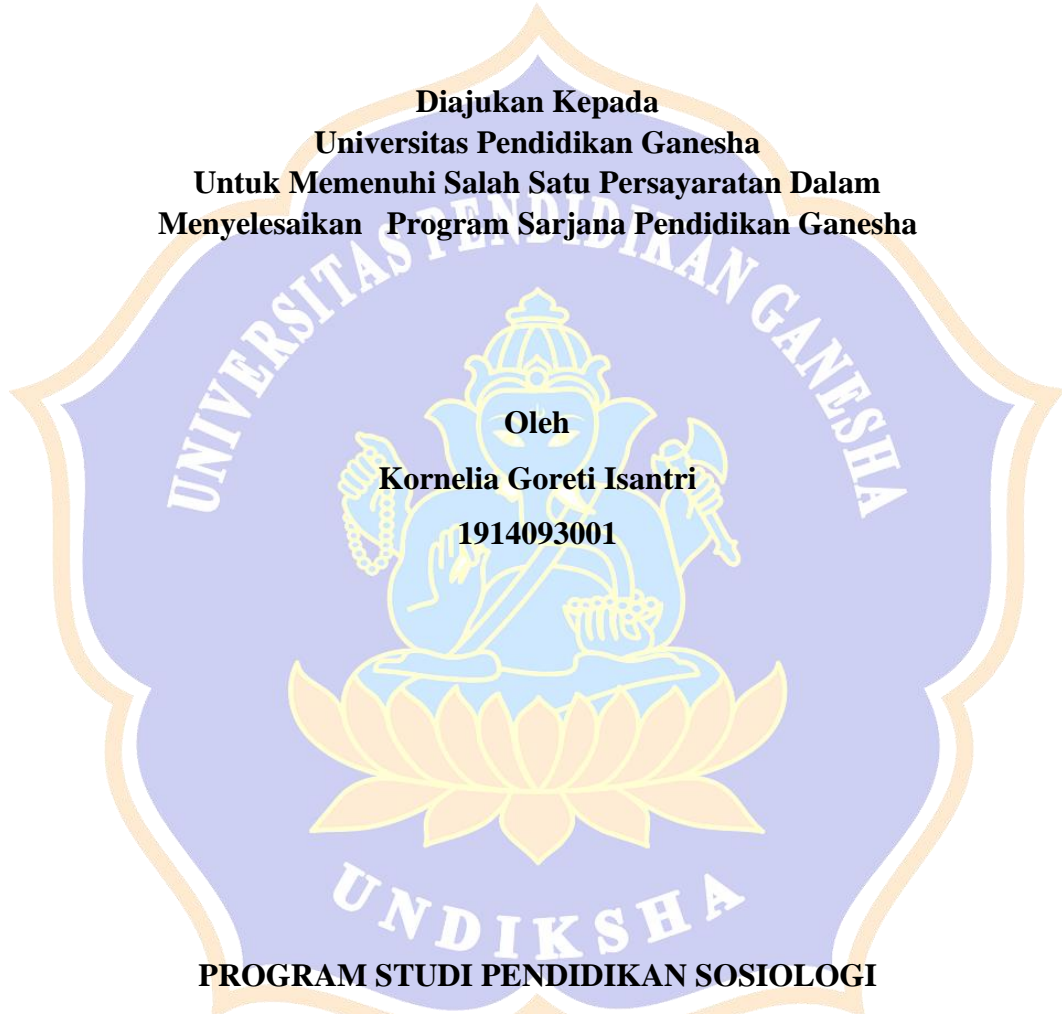 Diajukan Kepada
Universitas Pendidikan Ganesha
Untuk Memenuhi Salah Satu Persayaratan Dalam
Menyelesaikan Program Sarjana Pendidikan Ganesha
UNIVERSITAS PENDIDIKAN GANESHA
Oleh
Kornelia Goreti Isantri
1914093001
UNDIKSHA
PROGRAM STUDI PENDIDIKAN SOSIOLOGI